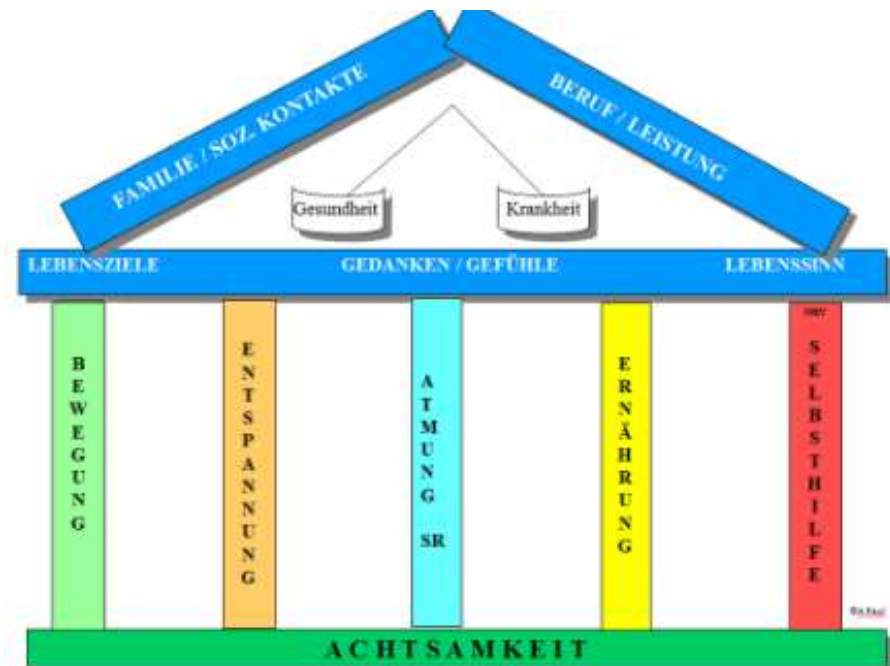 FAMILIE / SOZ. KONTAKTE
BERUF / LEISTUNG
Gesundheit
Krankheit
LEBENSZIELE GEDANKEN / GEFÜHLE LEBENSSINN
BEWEGUNG
ENTSPANNUNG
ATMUNG SR
ERNÄHRUNG
SELBSTHILFE
ACHTSAMKEIT